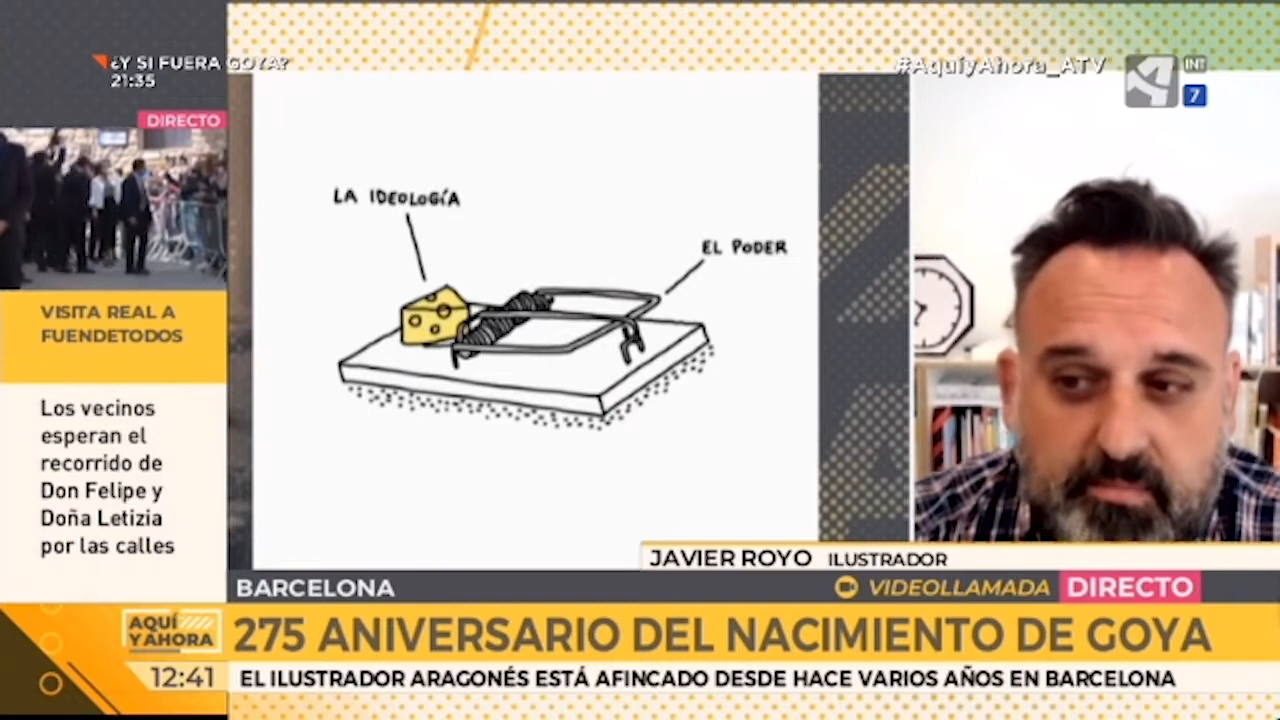 ¿Y SI FUERA GOYA?
21:35
#AquíyAhora_ATV
INT
7
DIRECTO
LA IDEOLOGÍA
EL PODER
VISITA REAL A
FUENDETODOS
Los vecinos
esperan el
recorrido de
Don Felipe y
Doña Letizia
por las calles
JAVIER ROYO ILUSTRADOR
BARCELONA
VIDEOLLAMADA DIRECTO
AQUÍ
Y AHORA
275 ANIVERSARIO DEL NACIMIENTO DE GOYA
12:41
EL ILUSTRADOR ARAGONÉS ESTÁ AFINCADO DESDE HACE VARIOS AÑOS EN BARCELONA